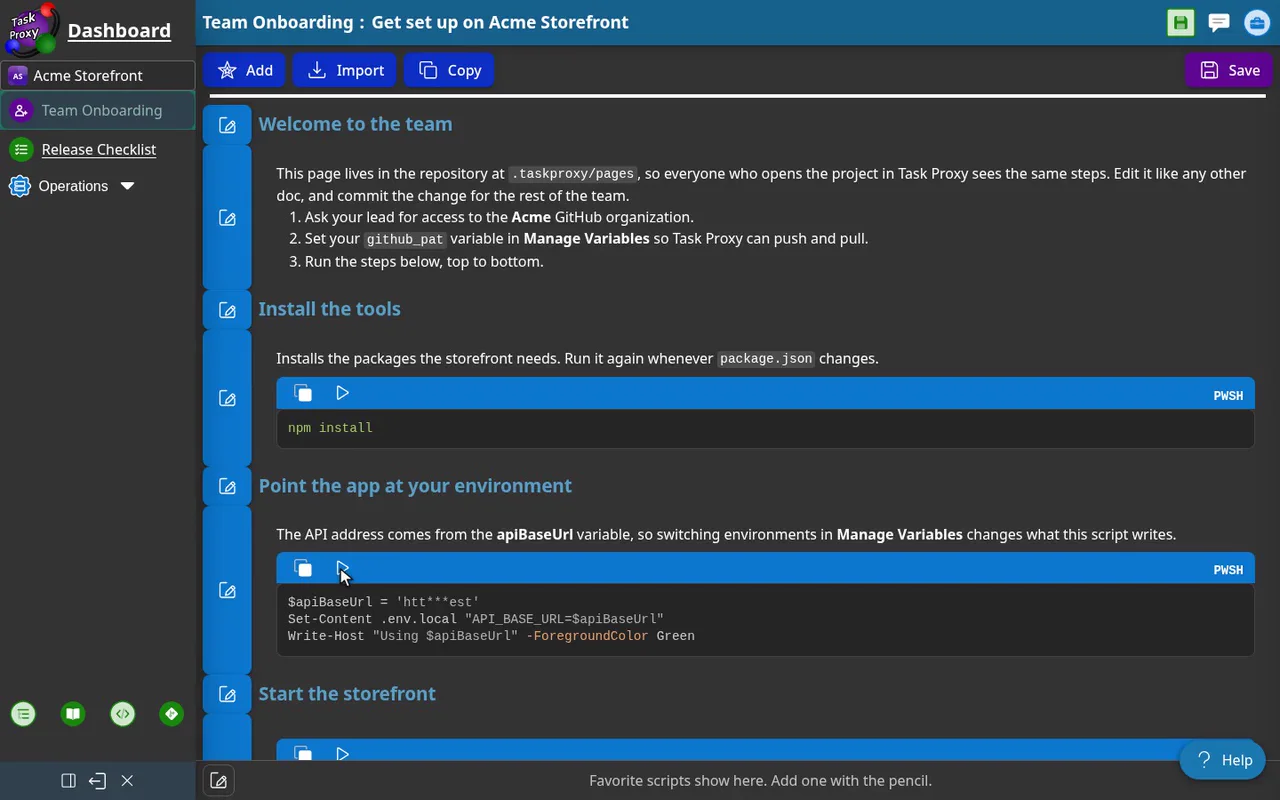 Task Proxy
Dashboard
AS Acme Storefront
Team Onboarding
Release Checklist
Operations
Team Onboarding : Get set up on Acme Storefront
Add Import Copy Save
Welcome to the team
This page lives in the repository at .taskproxy/pages, so everyone who opens the project in Task Proxy sees the same steps. Edit it like any other
doc, and commit the change for the rest of the team.
1. Ask your lead for access to the Acme GitHub organization.
2. Set your github_pat variable in Manage Variables so Task Proxy can push and pull.
3. Run the steps below, top to bottom.
Install the tools
Installs the packages the storefront needs. Run it again whenever package.json changes.
PWSH
npm install
Point the app at your environment
The API address comes from the apiBaseUrl variable, so switching environments in Manage Variables changes what this script writes.
PWSH
$apiBaseUrl = 'htt***est'
Set-Content .env.local "API_BASE_URL=$apiBaseUrl"
Write-Host "Using $apiBaseUrl" -ForegroundColor Green
Start the storefront
Help
Favorite scripts show here. Add one with the pencil.